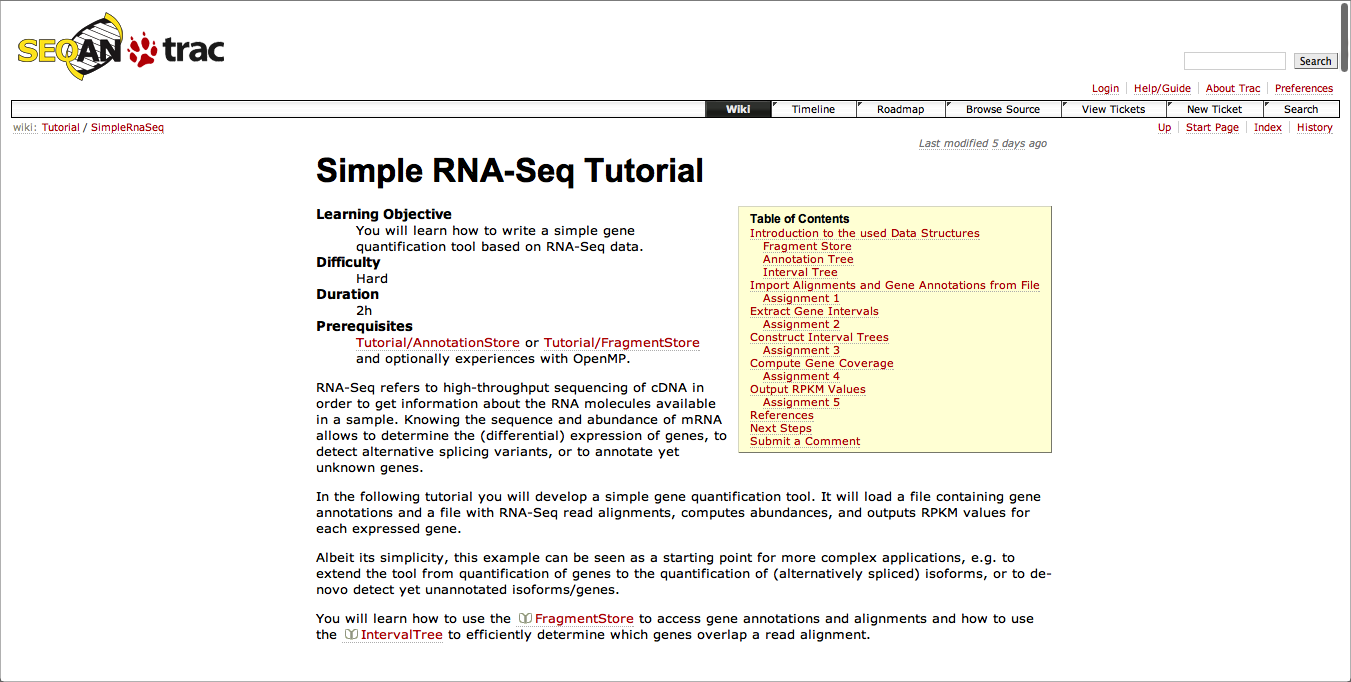 SEQAN trac
Search
Login Help/Guide About Trac Preferences
Wiki Timeline Roadmap Browse Source View Tickets New Ticket Search
wiki: Tutorial / SimpleRnaSeq
Up Start Page Index History
Last modified 5 days ago
Simple RNA-Seq Tutorial
Learning Objective
You will learn how to write a simple gene
quantification tool based on RNA-Seq data.
Difficulty
Hard
Duration
2h
Prerequisites
Tutorial/AnnotationStore or Tutorial/FragmentStore
and optionally experiences with OpenMP.
Table of Contents
Introduction to the used Data Structures
Fragment Store
Annotation Tree
Interval Tree
Import Alignments and Gene Annotations from File
Assignment 1
Extract Gene Intervals
Assignment 2
Construct Interval Trees
Assignment 3
Compute Gene Coverage
Assignment 4
Output RPKM Values
Assignment 5
References
Next Steps
Submit a Comment
RNA-Seq refers to high-throughput sequencing of cDNA in
order to get information about the RNA molecules available
in a sample. Knowing the sequence and abundance of mRNA
allows to determine the (differential) expression of genes, to
detect alternative splicing variants, or to annotate yet
unknown genes.
In the following tutorial you will develop a simple gene quantification tool. It will load a file containing gene
annotations and a file with RNA-Seq read alignments, computes abundances, and outputs RPKM values for
each expressed gene.
Albeit its simplicity, this example can be seen as a starting point for more complex applications, e.g. to
extend the tool from quantification of genes to the quantification of (alternatively spliced) isoforms, or to de-
novo detect yet unannotated isoforms/genes.
You will learn how to use the FragmentStore to access gene annotations and alignments and how to use
the IntervalTree to efficiently determine which genes overlap a read alignment.